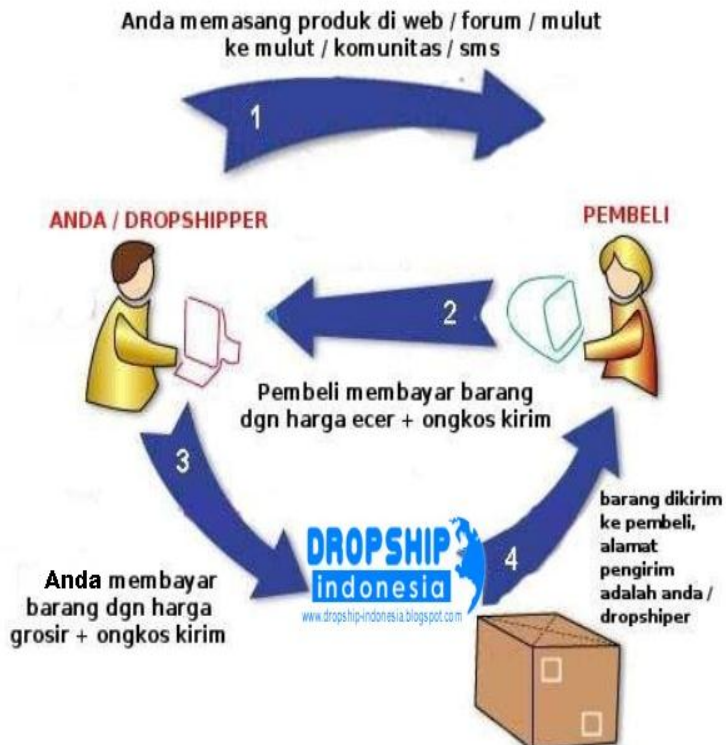 Anda memasang produk di web / forum / mulut
ke mulut / komunitas / sms
1
ANDA / DROPSHIPPER
PEMBELI
2
Pembeli membayar barang
dgn harga ecer + ongkos kirim
3
Anda membayar
barang dgn harga
grosir + ongkos kirim
DROPSHIP
indonesia
www.dropship-indonesia.blogspot.com
4
barang dikirim
ke pembeli,
alamat
pengirim
adalah anda /
dropshiper